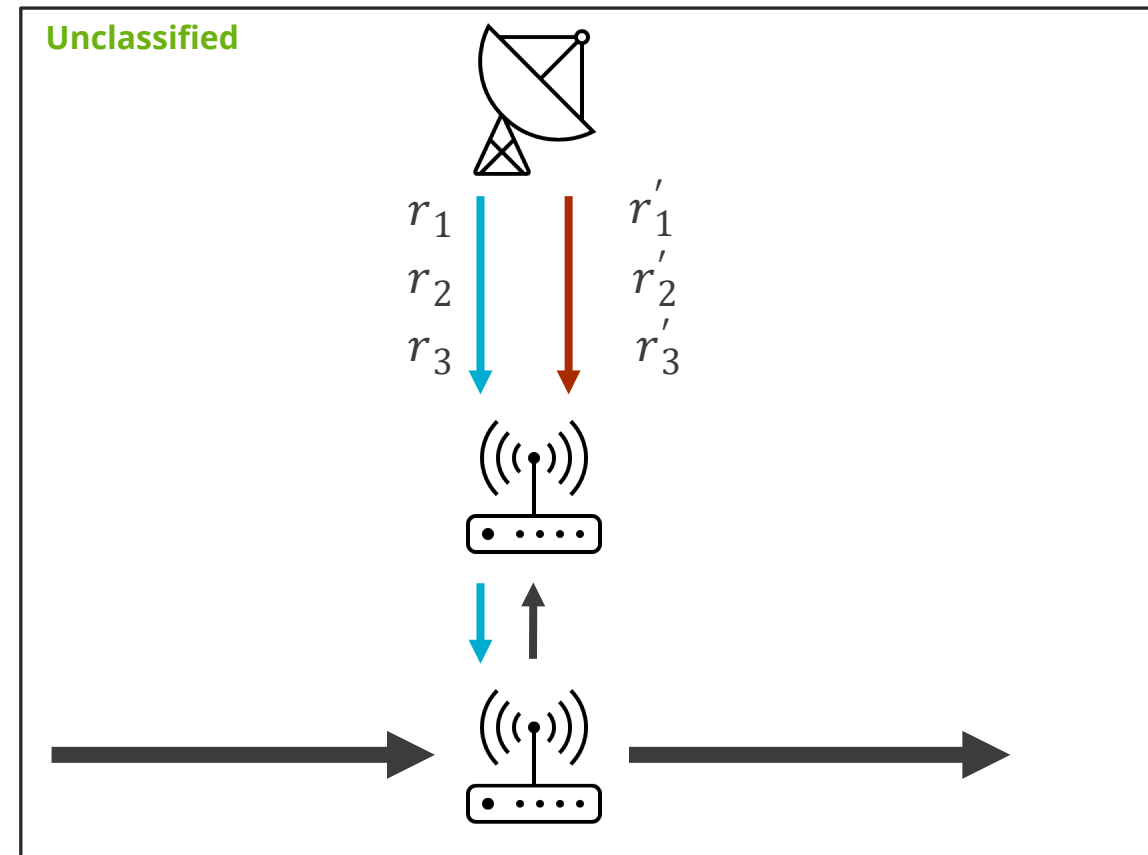 Unclassified
r₁ r′₁
r₂ r′₂
r₃ r′₃